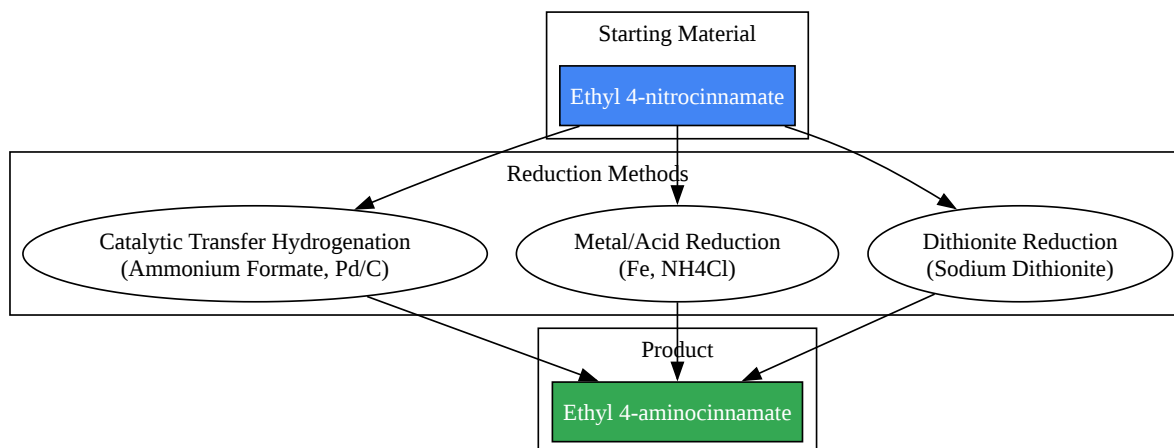 Starting Material
Ethyl 4-nitrocinnamate
Reduction Methods
Catalytic Transfer Hydrogenation
(Ammonium Formate, Pd/C)
Metal/Acid Reduction
(Fe, NH4Cl)
Dithionite Reduction
(Sodium Dithionite)
Product
Ethyl 4-aminocinnamate